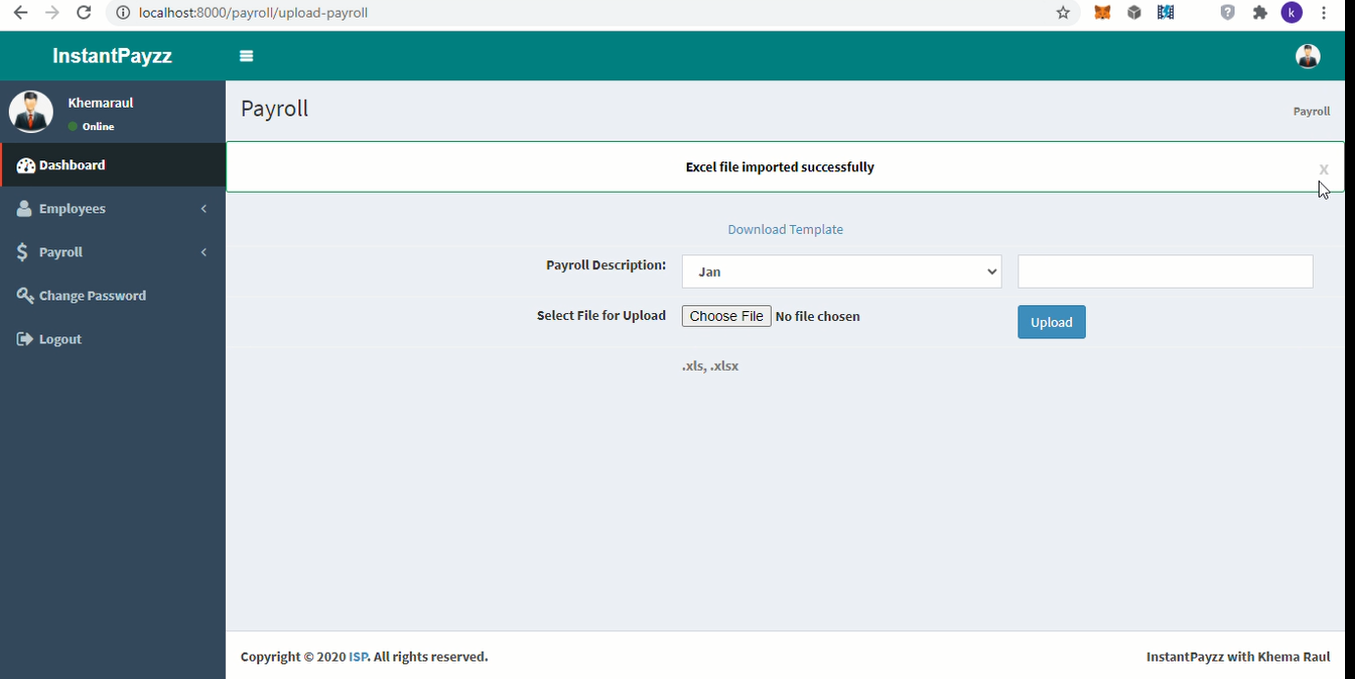 localhost:8000/payroll/upload-payroll
k
InstantPayzz
Khemaraul
Online
Payroll
Payroll
Dashboard
Excel file imported successfully
x
Employees
Download Template
Payroll
Payroll Description:
Jan
Change Password
Select File for Upload
Choose File No file chosen
Upload
Logout
.xls, .xlsx
Copyright © 2020 ISP. All rights reserved.
InstantPayzz with Khema Raul